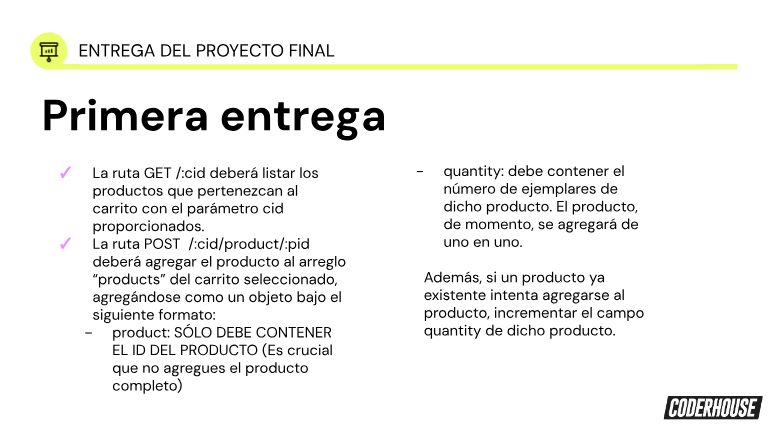 ENTREGA DEL PROYECTO FINAL
Primera entrega
✓ La ruta GET /:cid deberá listar los
productos que pertenezcan al
carrito con el parámetro cid
proporcionados.
✓ La ruta POST  /:cid/product/:pid
deberá agregar el producto al arreglo
“products” del carrito seleccionado,
agregándose como un objeto bajo el
siguiente formato:
- product: SÓLO DEBE CONTENER
EL ID DEL PRODUCTO (Es crucial
que no agregues el producto
completo)
- quantity: debe contener el
número de ejemplares de
dicho producto. El producto,
de momento, se agregará de
uno en uno.
Además, si un producto ya
existente intenta agregarse al
producto, incrementar el campo
quantity de dicho producto.
CODERHOUSE